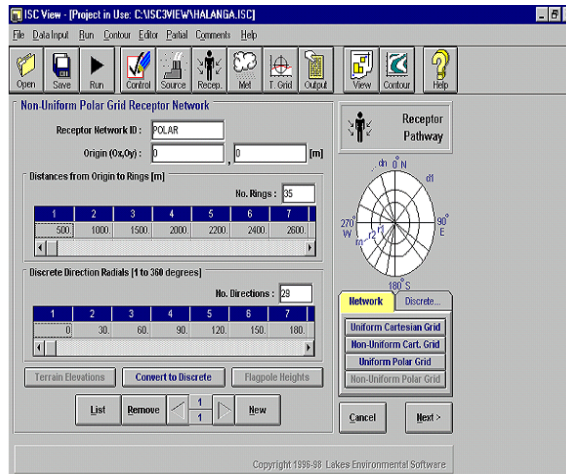 ISC View - [Project in Use: C:\ISC3VIEW\HALANGA.ISC]
File Data Input Run Contour Editor Partial Comments Help
Open Save Run Control Source Recep. Met T. Grid Output View Contour Help
Non-Uniform Polar Grid Receptor Network
Receptor Network ID : POLAR
Origin (Ox,Oy) : 0 , 0 [m]
Distances from Origin to Rings [m]
No. Rings : 35
1 2 3 4 5 6 7
500. 1000. 1500. 2000. 2200. 2400. 2600.
Discrete Direction Radials [1 to 360 degrees]
No. Directions : 29
1 2 3 4 5 6 7
0 30. 60. 90. 120. 150. 180.
Terrain Elevations Convert to Discrete Flagpole Heights
List Remove 1 New
1
Receptor
Pathway
dn 0° N d1
270° 90°
W rn r2 r1 E
180° S
Network Discrete...
Uniform Cartesian Grid
Non-Uniform Cart. Grid
Uniform Polar Grid
Non-Uniform Polar Grid
Cancel Next >
Copyright 1996-98 Lakes Environmental Software